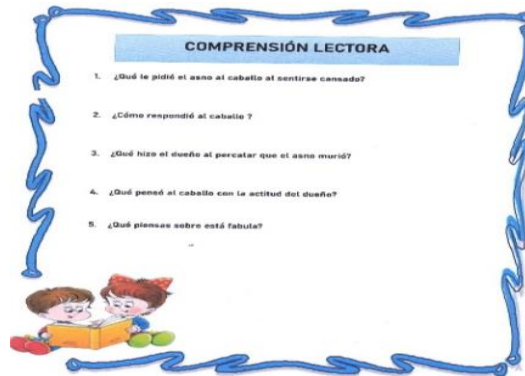 COMPRENSIÓN LECTORA
1. ¿Qué le pidió el asno al caballo al sentirse cansado?
2. ¿Cómo respondió al caballo ?
3. ¿Qué hizo el dueño al percatar que el asno murió?
4. ¿Qué pensó al caballo con la actitud del dueño?
5. ¿Qué piensas sobre está fabula?